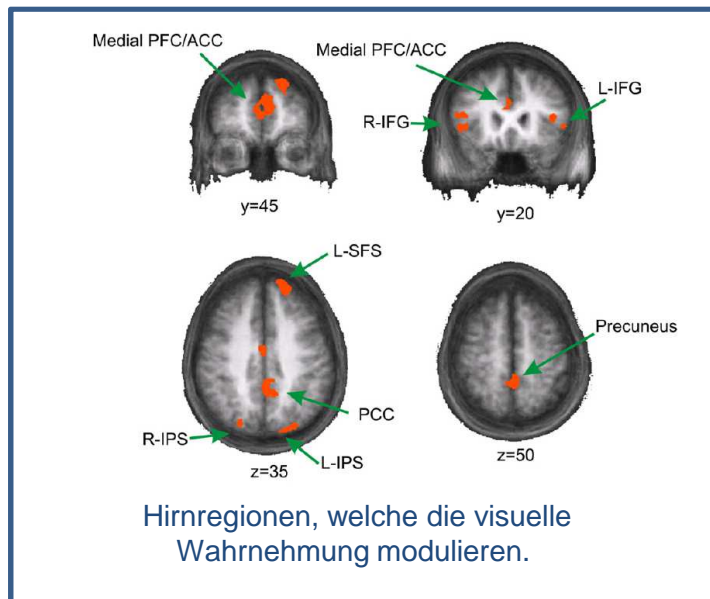 Medial PFC/ACC
y=45
Medial PFC/ACC
L-IFG
R-IFG
y=20
L-SFS
PCC
R-IPS
L-IPS
z=35
Precuneus
z=50
Hirnregionen, welche die visuelle
Wahrnehmung modulieren.